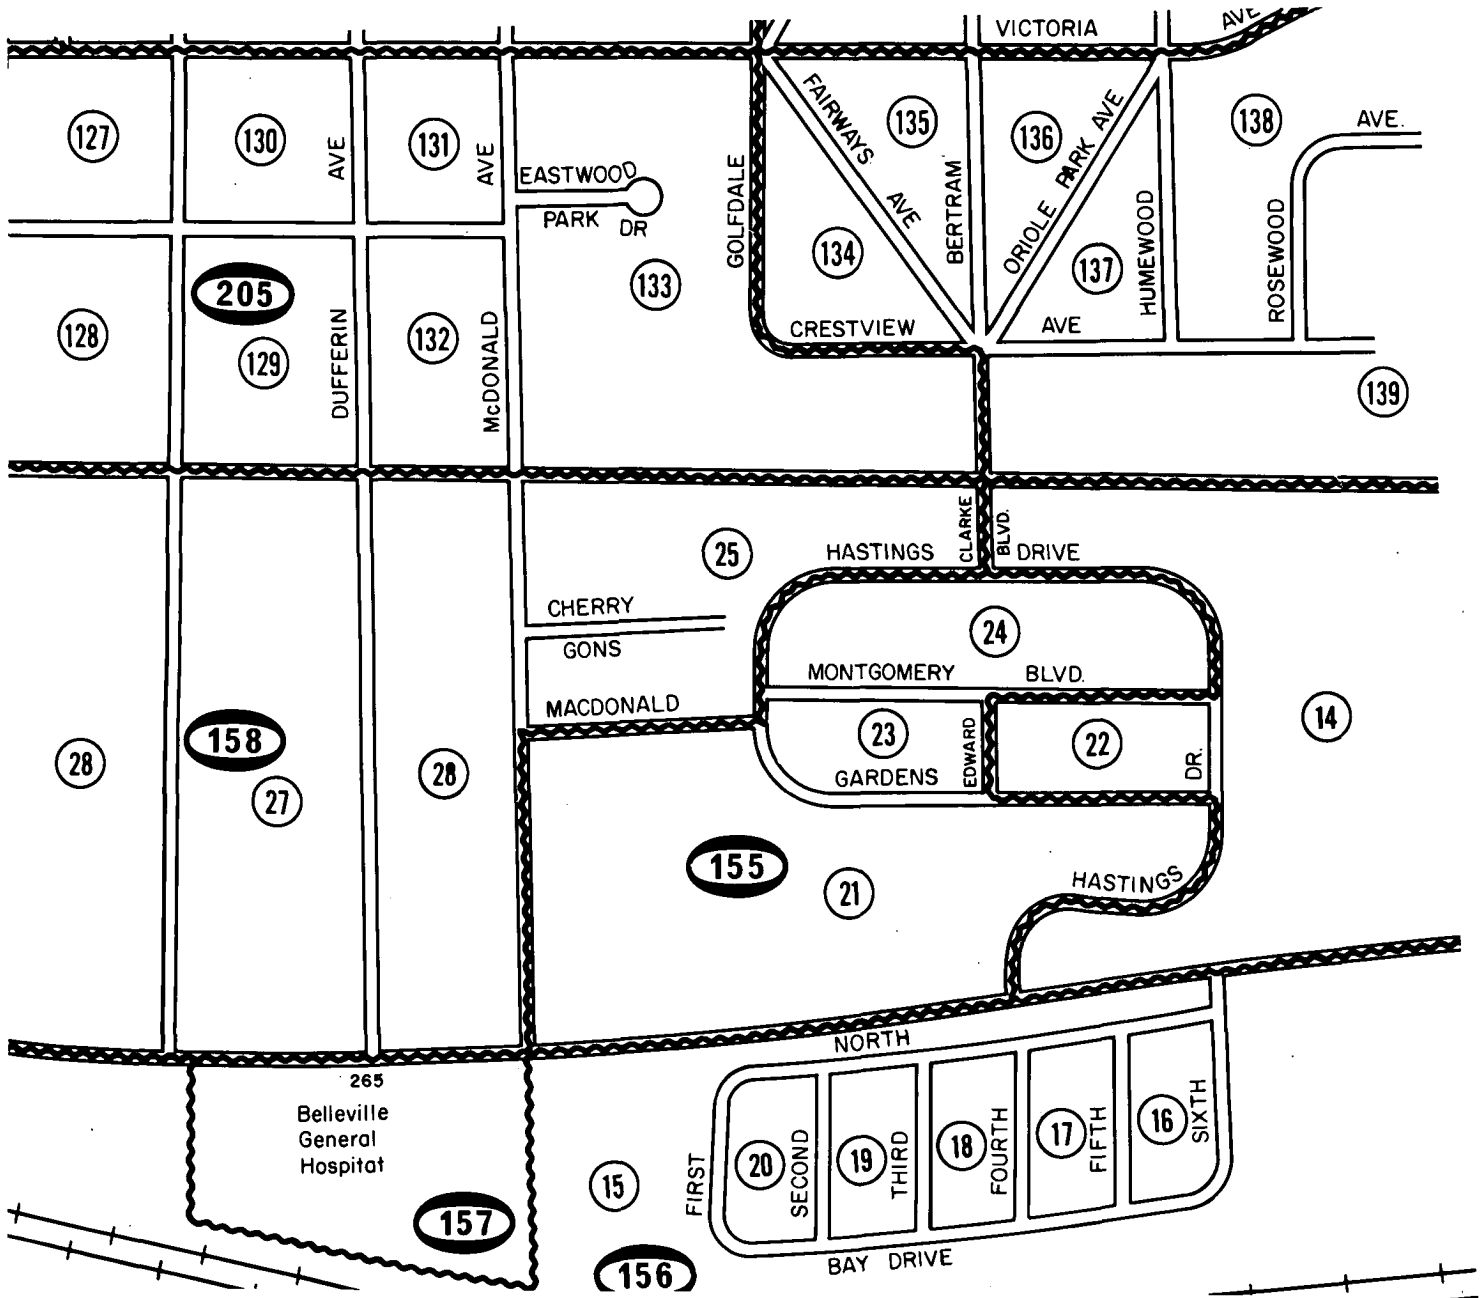 VICTORIA AVE
127
130
AVE
131
AVE
EASTWOOD
PARK DR
133
GOLFDALE
FAIRWAYS AVE
135
BERTRAM
136
ORIOLE PARK AVE
138
AVE.
134
137
HUMEWOOD
ROSEWOOD
CRESTVIEW AVE
205
128
129
DUFFERIN
132
McDONALD
139
25
CLARKE BLVD.
HASTINGS DRIVE
CHERRY
GONS
24
MONTGOMERY BLVD.
MACDONALD
23
GARDENS
EDWARD
22
DR.
14
28
158
27
28
155
21
HASTINGS
NORTH
265
Belleville
General
Hospitat
157
15
156
FIRST
20
SECOND
19
THIRD
18
FOURTH
17
FIFTH
16
SIXTH
BAY DRIVE